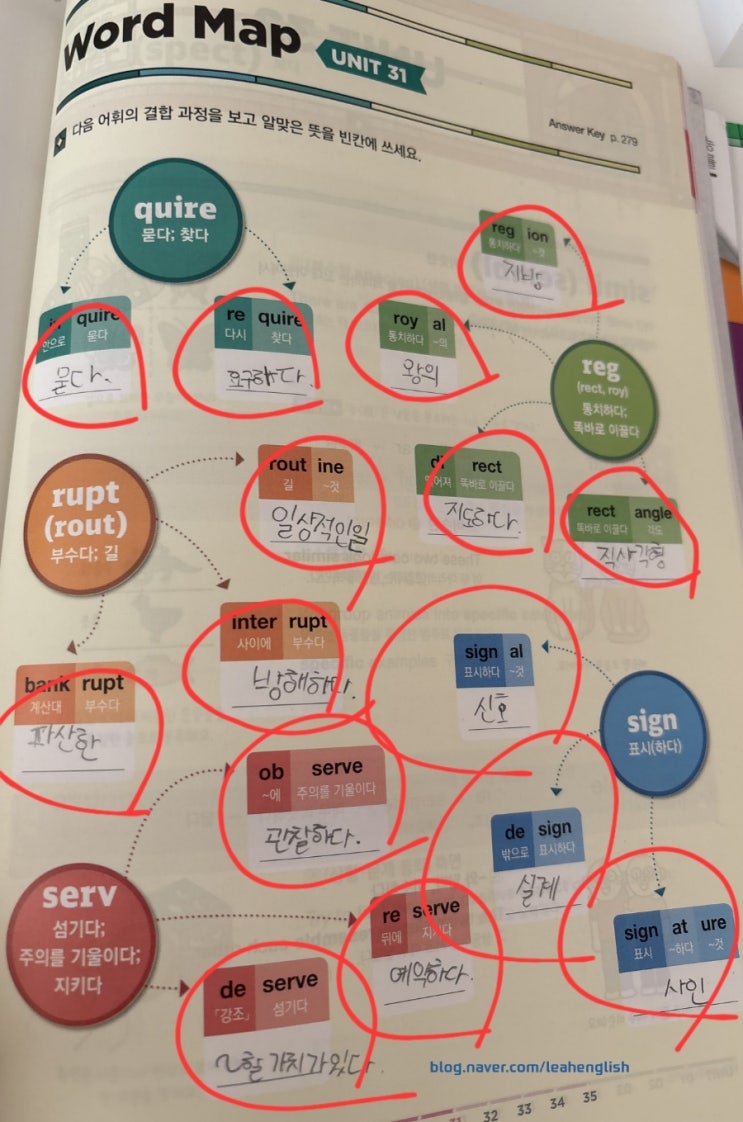 Word Map
UNIT 31
다음 어휘의 결합 과정을 보고 알맞은 뜻을 빈칸에 쓰세요.
Answer Key p. 279
quire
묻다; 찾다
in quire
안으로 묻다
묻다.
re quire
다시 찾다
요구하다.
reg ion
통치하다 ~것
지방
roy al
통치하다 ~의
왕의
reg
(rect, roy)
통치하다;
똑바로 이끌다
di rect
떨어져 똑바로 이끌다
지도하다.
rect angle
똑바로 이끌다 각도
직사각형
rupt
(rout)
부수다; 길
rout ine
길 ~것
일상적인일
inter rupt
사이에 부수다
방해하다.
bank rupt
계산대 부수다
파산한
sign
표시(하다)
sign al
표시하다 ~것
신호
de sign
밖으로 표시하다
설계
sign at ure
표시 ~하다 ~것
사인
serv
섬기다;
주의를 기울이다;
지키다
ob serve
~에 주의를 기울이다
관찰하다.
re serve
뒤에 지키다
예약하다.
de serve
「강조」 섬기다
~할 가치가있다.
blog.naver.com/leahenglish
32 33 34 35